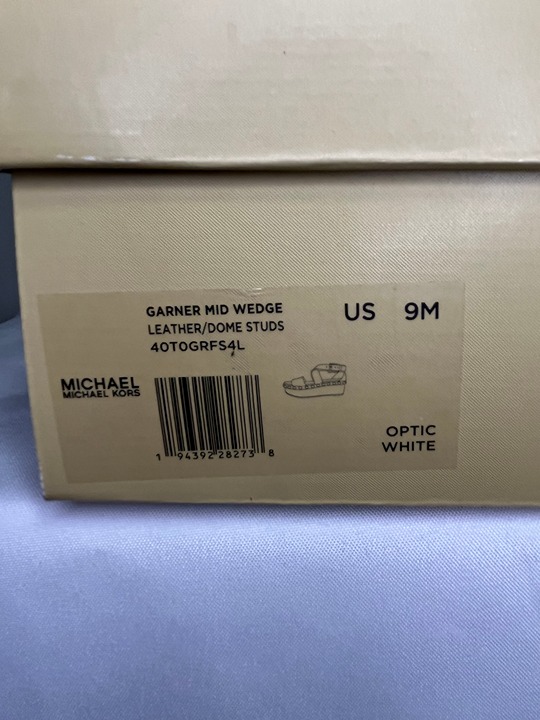 GARNER MID WEDGE
LEATHER/DOME STUDS
40T0GRFS4L
US 9M
MICHAEL
MICHAEL KORS
1 94392 28273 8
OPTIC
WHITE